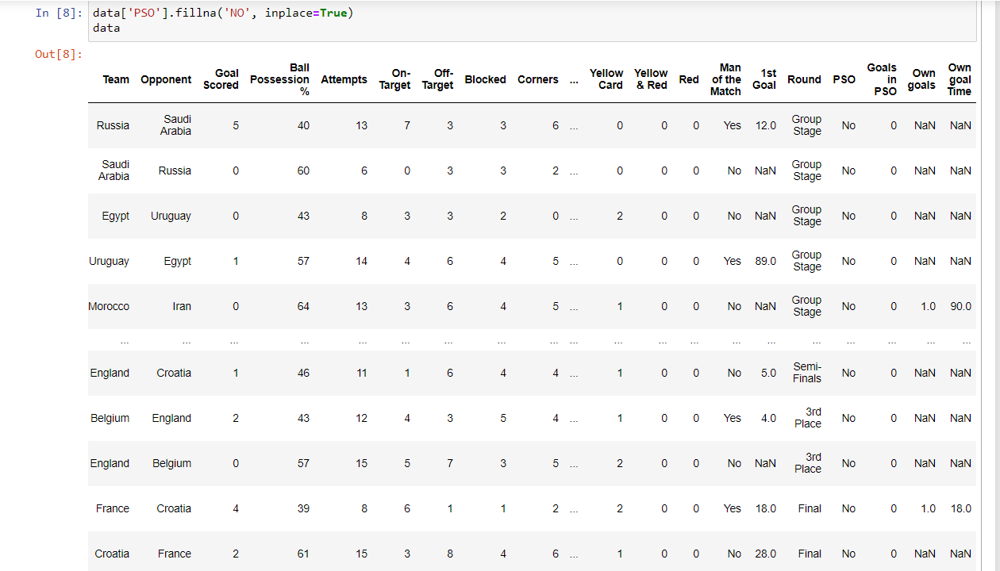 In [8]: data['PSO'].fillna('NO', inplace=True)
data
Out[8]:
Team Opponent Goal Scored Ball Possession % Attempts On-Target Off-Target Blocked Corners ... Yellow Card Yellow & Red Red Man of the Match 1st Goal Round PSO Goals in PSO Own goals Own goal Time
Russia Saudi Arabia 5 40 13 7 3 3 6 ... 0 0 0 Yes 12.0 Group Stage No 0 NaN NaN
Saudi Arabia Russia 0 60 6 0 3 3 2 ... 0 0 0 No NaN Group Stage No 0 NaN NaN
Egypt Uruguay 0 43 8 3 3 2 0 ... 2 0 0 No NaN Group Stage No 0 NaN NaN
Uruguay Egypt 1 57 14 4 6 4 5 ... 0 0 0 Yes 89.0 Group Stage No 0 NaN NaN
Morocco Iran 0 64 13 3 6 4 5 ... 1 0 0 No NaN Group Stage No 0 1.0 90.0
... ... ... ... ... ... ... ... ... ... ... ... ... ... ... ... ... ... ... ...
England Croatia 1 46 11 1 6 4 4 ... 1 0 0 No 5.0 Semi-Finals No 0 NaN NaN
Belgium England 2 43 12 4 3 5 4 ... 1 0 0 Yes 4.0 3rd Place No 0 NaN NaN
England Belgium 0 57 15 5 7 3 5 ... 2 0 0 No NaN 3rd Place No 0 NaN NaN
France Croatia 4 39 8 6 1 1 2 ... 2 0 0 Yes 18.0 Final No 0 1.0 18.0
Croatia France 2 61 15 3 8 4 6 ... 1 0 0 No 28.0 Final No 0 NaN NaN